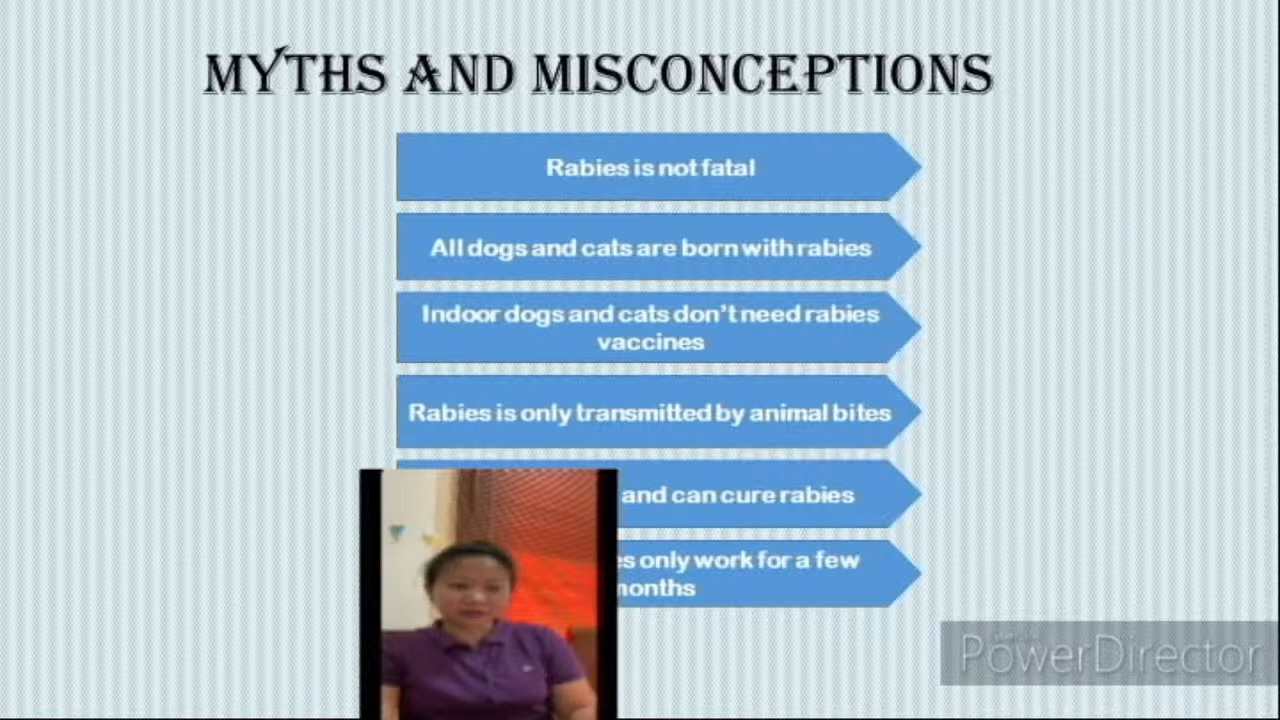 MYTHS AND MISCONCEPTIONS
Rabies is not fatal
All dogs and cats are born with rabies
Indoor dogs and cats don't need rabies
vaccines
Rabies is only transmitted by animal bites
and can cure rabies
only work for a few
PowerDirector